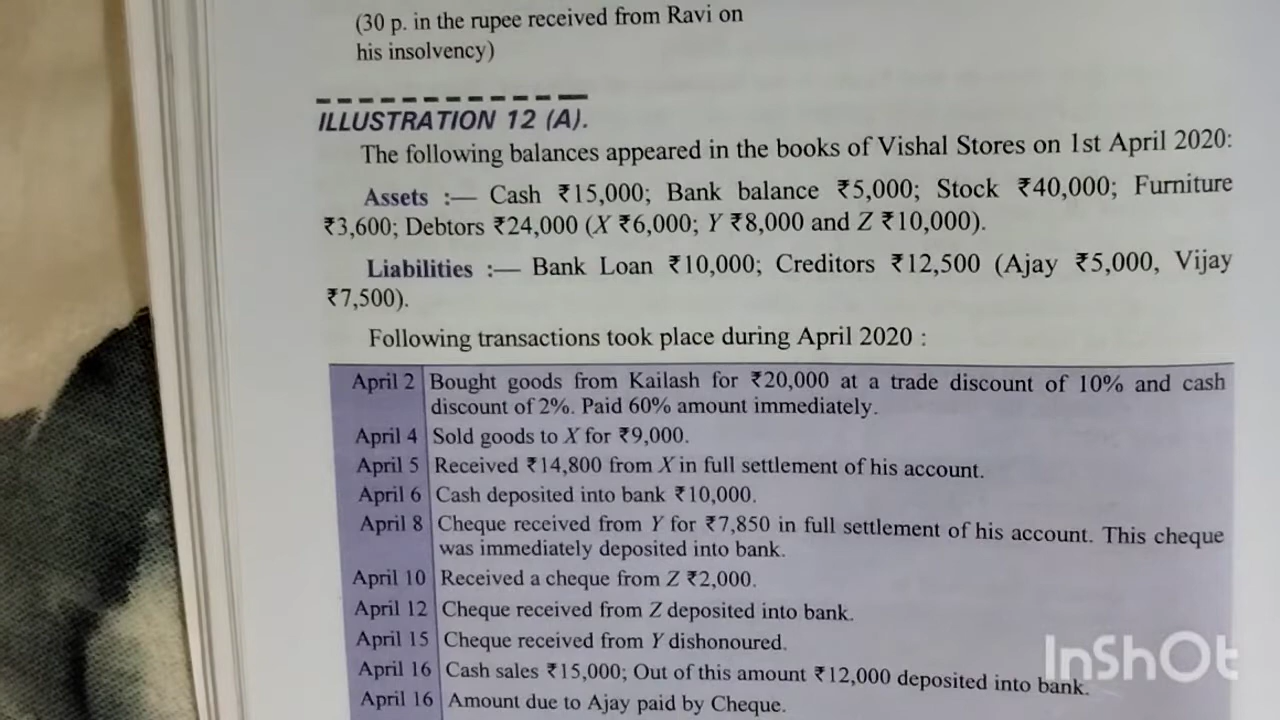 (30 p. in the rupee received from Ravi on
his insolvency)
ILLUSTRATION 12 (A).
The following balances appeared in the books of Vishal Stores on 1st April 2020:
Assets :— Cash ₹15,000; Bank balance ₹5,000; Stock ₹40,000; Furniture
₹3,600; Debtors ₹24,000 (X ₹6,000; Y ₹8,000 and Z ₹10,000).
Liabilities :— Bank Loan ₹10,000; Creditors ₹12,500 (Ajay ₹5,000, Vijay
₹7,500).
Following transactions took place during April 2020 :
April 2 Bought goods from Kailash for ₹20,000 at a trade discount of 10% and cash
discount of 2%. Paid 60% amount immediately.
April 4 Sold goods to X for ₹9,000.
April 5 Received ₹14,800 from X in full settlement of his account.
April 6 Cash deposited into bank ₹10,000.
April 8 Cheque received from Y for ₹7,850 in full settlement of his account. This cheque
was immediately deposited into bank.
April 10 Received a cheque from Z ₹2,000.
April 12 Cheque received from Z deposited into bank.
April 15 Cheque received from Y dishonoured.
April 16 Cash sales ₹15,000; Out of this amount ₹12,000 deposited into bank.
April 16 Amount due to Ajay paid by Cheque.
InShOt